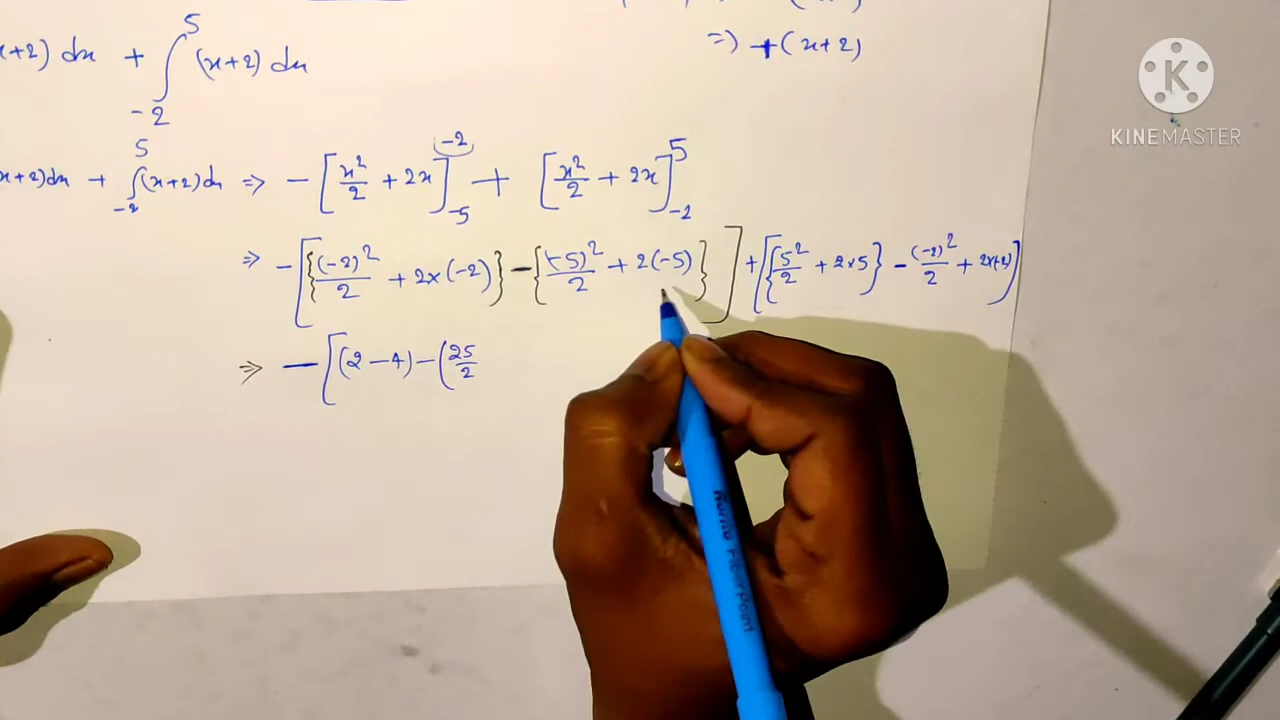 x+2) dx + ∫₋₂⁵ (x+2) dx
=) +(x+2)
KINEMASTER
x+2)dx + ∫₋₂⁵ (x+2)dx => -[x²/2 + 2x]₋₅⁻² + [x²/2 + 2x]₋₂⁵
=> -[{(-2)²/2 + 2×(-2)} - {(-5)²/2 + 2(-5)}] + [{5²/2 + 2×5} - (-2)²/2 + 2×(-2)]
=> -[(2-4)-(25/2